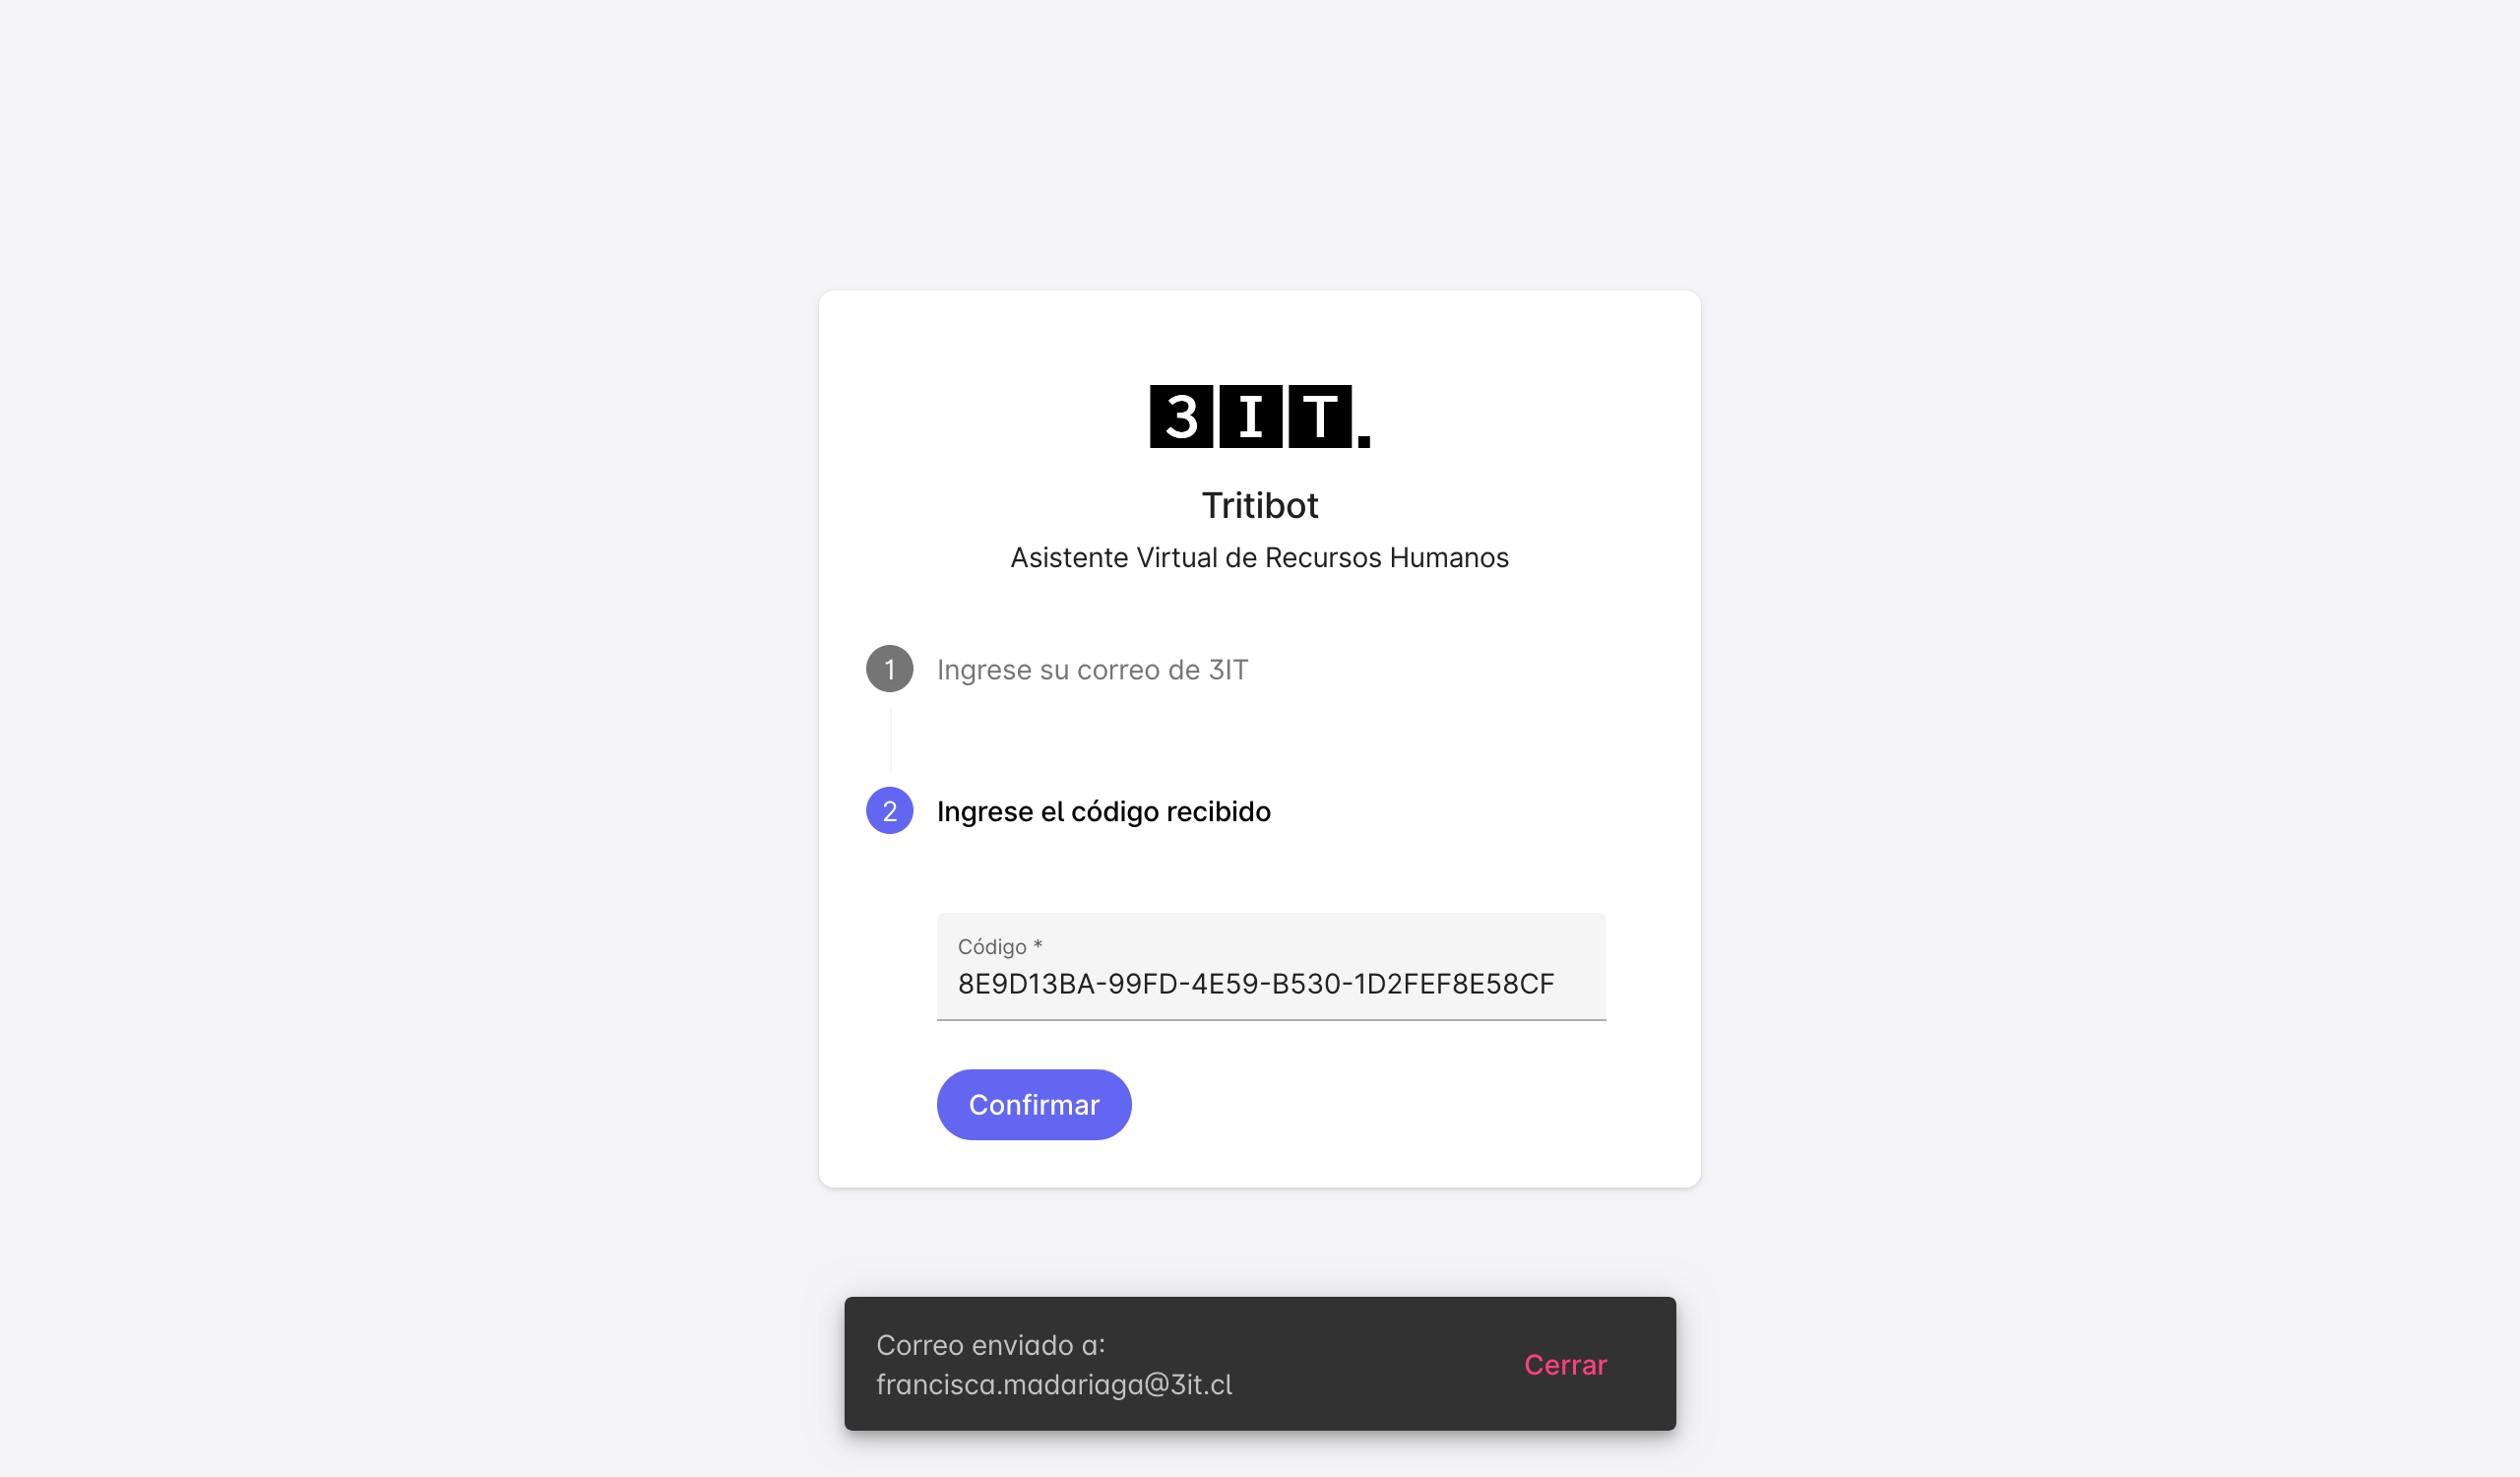 3IT.
Tritibot
Asistente Virtual de Recursos Humanos
1 Ingrese su correo de 3IT
2 Ingrese el código recibido
Código *
8E9D13BA-99FD-4E59-B530-1D2FEF8E58CF
Confirmar
Correo enviado a:
francisca.madariaga@3it.cl
Cerrar